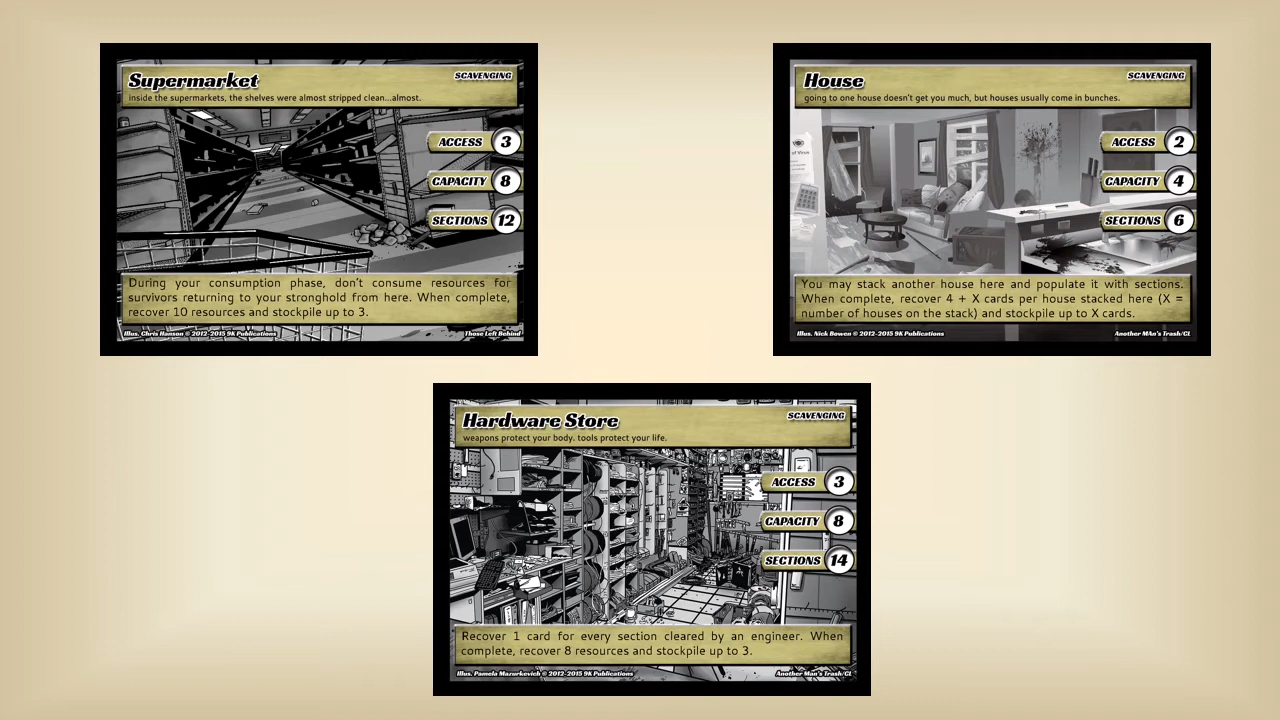 Supermarket
SCAVENGING
inside the supermarkets, the shelves were almost stripped clean...almost.
ACCESS 3
CAPACITY 8
SECTIONS 12
During your consumption phase, don't consume resources for
survivors returning to your stronghold from here. When complete,
recover 10 resources and stockpile up to 3.
Illus. Chris Hanson © 2012-2015 9K Publications
Those Left Behind
House
SCAVENGING
going to one house doesn't get you much, but houses usually come in bunches.
ACCESS 2
CAPACITY 4
SECTIONS 6
You may stack another house here and populate it with sections.
When complete, recover 4 + X cards per house stacked here (X =
number of houses on the stack) and stockpile up to X cards.
Illus. Nick Bowen © 2012-2015 9K Publications
Another MAn's Trash/CL
Hardware Store
SCAVENGING
weapons protect your body. tools protect your life.
ACCESS 3
CAPACITY 8
SECTIONS 14
Recover 1 card for every section cleared by an engineer. When
complete, recover 8 resources and stockpile up to 3.
Illus. Pamela Mazurkevich © 2012-2015 9K Publications
Another Man's Trash/CL